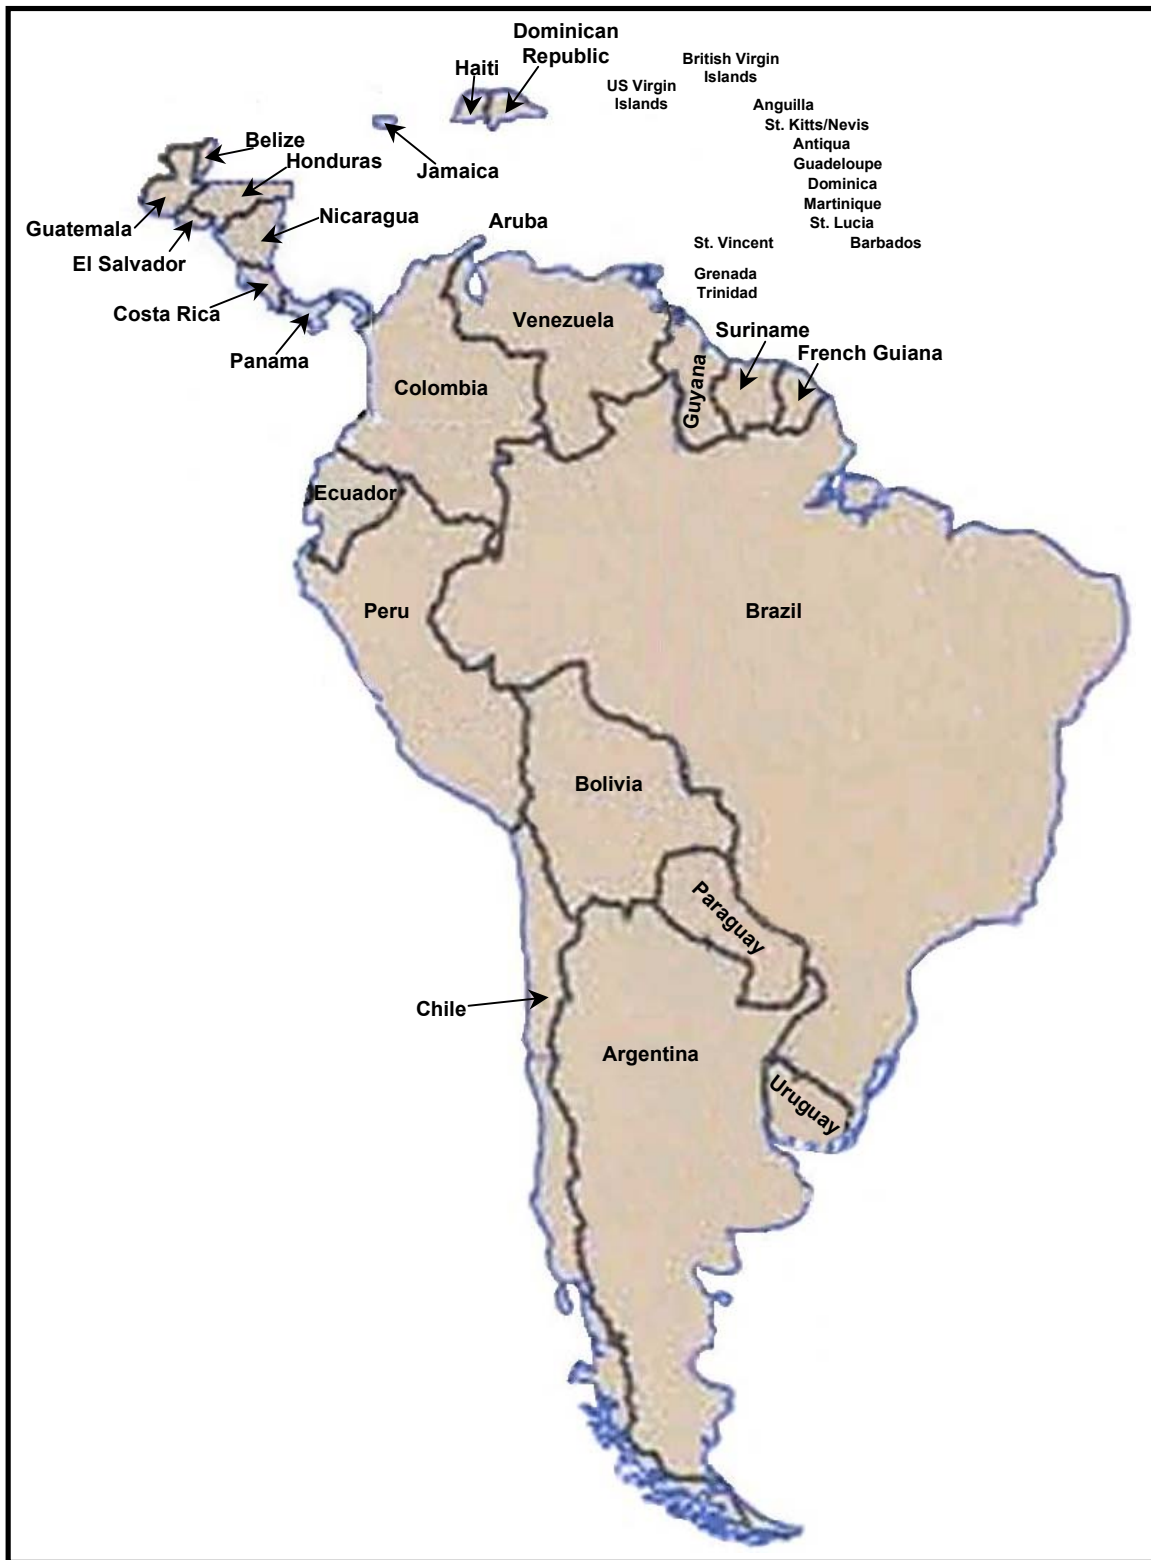 Dominican
Republic
Haiti
British Virgin
Islands
US Virgin
Islands
Anguilla
St. Kitts/Nevis
Antiqua
Guadeloupe
Dominica
Martinique
St. Lucia
Barbados
St. Vincent
Grenada
Trinidad
Belize
Honduras
Jamaica
Guatemala
Nicaragua
El Salvador
Aruba
Costa Rica
Panama
Venezuela
Suriname
French Guiana
Guyana
Colombia
Ecuador
Peru
Brazil
Bolivia
Paraguay
Chile
Argentina
Uruguay